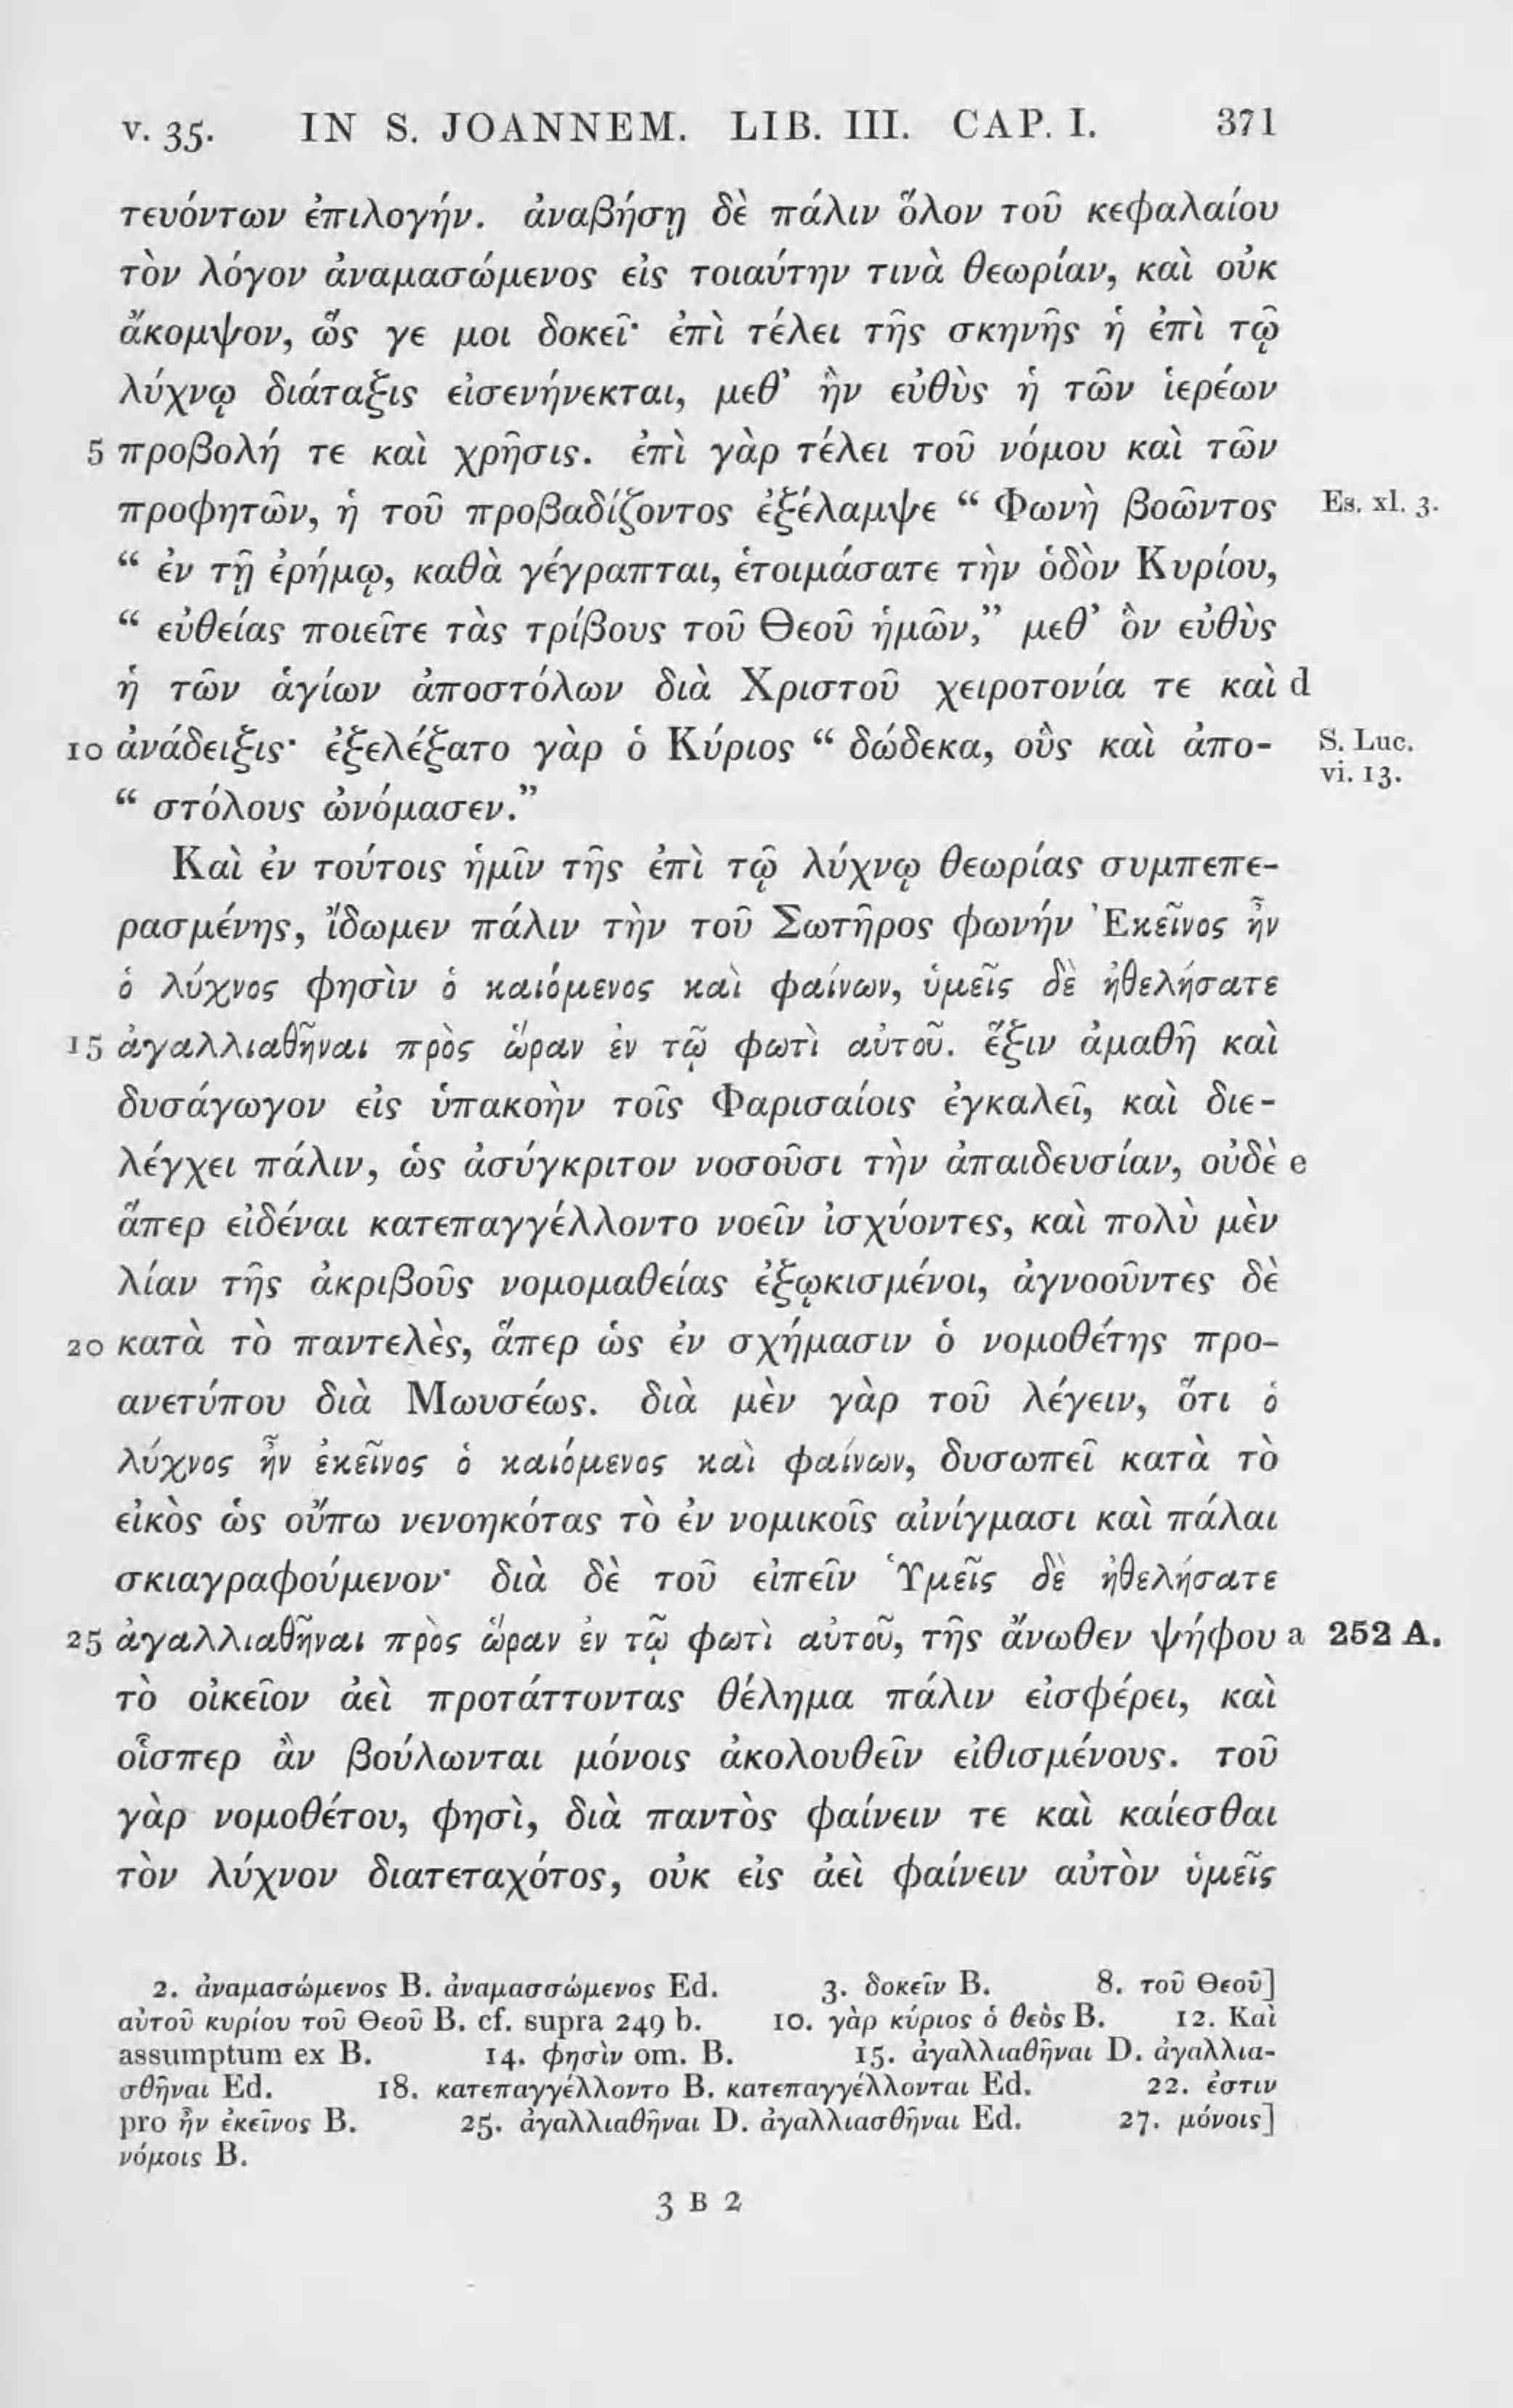 v. 35. IN S. JOANNEM. LIB. III. CAP. I. 371
τευόντων ἐπιλογήν. ἀναβήσῃ δὲ πάλιν ὅλον τοῦ κεφαλαίου
τὸν λόγον ἀναμασώμενος εἰς τοιαύτην τινὰ θεωρίαν, καὶ οὐκ
ἄκομψον, ὥς γε μοι δοκεῖ· ἐπὶ τέλει τῆς σκηνῆς ἡ ἐπὶ τῷ
λύχνῳ διάταξις εἰσενήνεκται, μεθ’ ἣν εὐθὺς ἡ τῶν ἱερέων
5 προβολή τε καὶ χρῆσις. ἐπὶ γὰρ τέλει τοῦ νόμου καὶ τῶν
προφητῶν, ἡ τοῦ προβαδίζοντος ἐξέλαμψε “ Φωνὴ βοῶντος Es. xl. 3.
“ ἐν τῇ ἐρήμῳ, καθὰ γέγραπται, ἑτοιμάσατε τὴν ὁδὸν Κυρίου,
“ εὐθείας ποιεῖτε τὰς τρίβους τοῦ Θεοῦ ἡμῶν,” μεθ’ ὃν εὐθὺς
ἡ τῶν ἁγίων ἀποστόλων διὰ Χριστοῦ χειροτονία τε καὶ d
10 ἀνάδειξις· ἐξελέξατο γὰρ ὁ Κύριος “ δώδεκα, οὓς καὶ ἀπο- S. Luc.
vi. 13.
“ στόλους ὠνόμασεν.”
Καὶ ἐν τούτοις ἡμῖν τῆς ἐπὶ τῷ λύχνῳ θεωρίας συμπεπε-
ρασμένης, ἴδωμεν πάλιν τὴν τοῦ Σωτῆρος φωνήν Ἐκεῖνος ἦν
ὁ λύχνος φησὶν ὁ καιόμενος καὶ φαίνων, ὑμεῖς δὲ ἠθελήσατε
15 ἀγαλλιαθῆναι πρὸς ὥραν ἐν τῷ φωτὶ αὐτοῦ. ἕξιν ἀμαθῆ καὶ
δυσάγωγον εἰς ὑπακοὴν τοῖς Φαρισαίοις ἐγκαλεῖ, καὶ διε-
λέγχει πάλιν, ὡς ἀσύγκριτον νοσοῦσι τὴν ἀπαιδευσίαν, οὐδὲ e
ἅπερ εἰδέναι κατεπαγγέλλοντο νοεῖν ἰσχύοντες, καὶ πολὺ μὲν
λίαν τῆς ἀκριβοῦς νομομαθείας ἐξῳκισμένοι, ἀγνοοῦντες δὲ
20 κατὰ τὸ παντελὲς, ἅπερ ὡς ἐν σχήμασιν ὁ νομοθέτης προ-
ανετύπου διὰ Μωυσέως. διὰ μὲν γὰρ τοῦ λέγειν, ὅτι ὁ
λύχνος ἦν ἐκεῖνος ὁ καιόμενος καὶ φαίνων, δυσωπεῖ κατὰ τὸ
εἰκὸς ὡς οὔπω νενοηκότας τὸ ἐν νομικοῖς αἰνίγμασι καὶ πάλαι
σκιαγραφούμενον· διὰ δὲ τοῦ εἰπεῖν Ὑμεῖς δὲ ἠθελήσατε
25 ἀγαλλιαθῆναι πρὸς ὥραν ἐν τῷ φωτὶ αὐτοῦ, τῆς ἄνωθεν ψήφου a 252 A.
τὸ οἰκεῖον ἀεὶ προτάττοντας θέλημα πάλιν εἰσφέρει, καὶ
οἷσπερ ἂν βούλωνται μόνοις ἀκολουθεῖν εἰθισμένους. τοῦ
γὰρ νομοθέτου, φησὶ, διὰ παντὸς φαίνειν τε καὶ καίεσθαι
τὸν λύχνον διατεταχότος, οὐκ εἰς ἀεὶ φαίνειν αὐτὸν ὑμεῖς
2. ἀναμασώμενος B. ἀναμασσώμενος Ed. 3. δοκεῖν B. 8. τοῦ Θεοῦ]
αὐτοῦ κυρίου τοῦ Θεοῦ B. cf. supra 249 b. 10. γὰρ κύριος ὁ θεὸς B. 12. Καὶ
assumptum ex B. 14. φησὶν om. B. 15. ἀγαλλιαθῆναι D. ἀγαλλια-
σθῆναι Ed. 18. κατεπαγγέλλοντο B. κατεπαγγέλλονται Ed. 22. ἐστιν
pro ἦν ἐκεῖνος B. 25. ἀγαλλιαθῆναι D. ἀγαλλιασθῆναι Ed. 27. μόνοις]
νόμοις B.
3 B 2